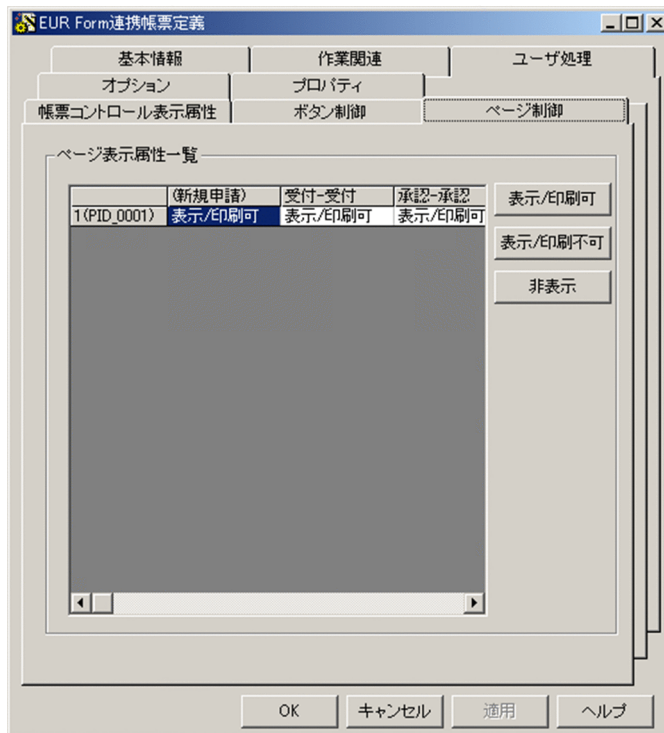 EUR Form連携帳票定義
基本情報 作業関連 ユーザ処理
オプション プロパティ
帳票コントロール表示属性 ボタン制御 ページ制御
ページ表示属性一覧
(新規申請) 受付-受付 承認-承認
1(PID_0001) 表示/印刷可 表示/印刷可 表示/印刷可
表示/印刷可
表示/印刷不可
非表示
OK キャンセル 適用 ヘルプ